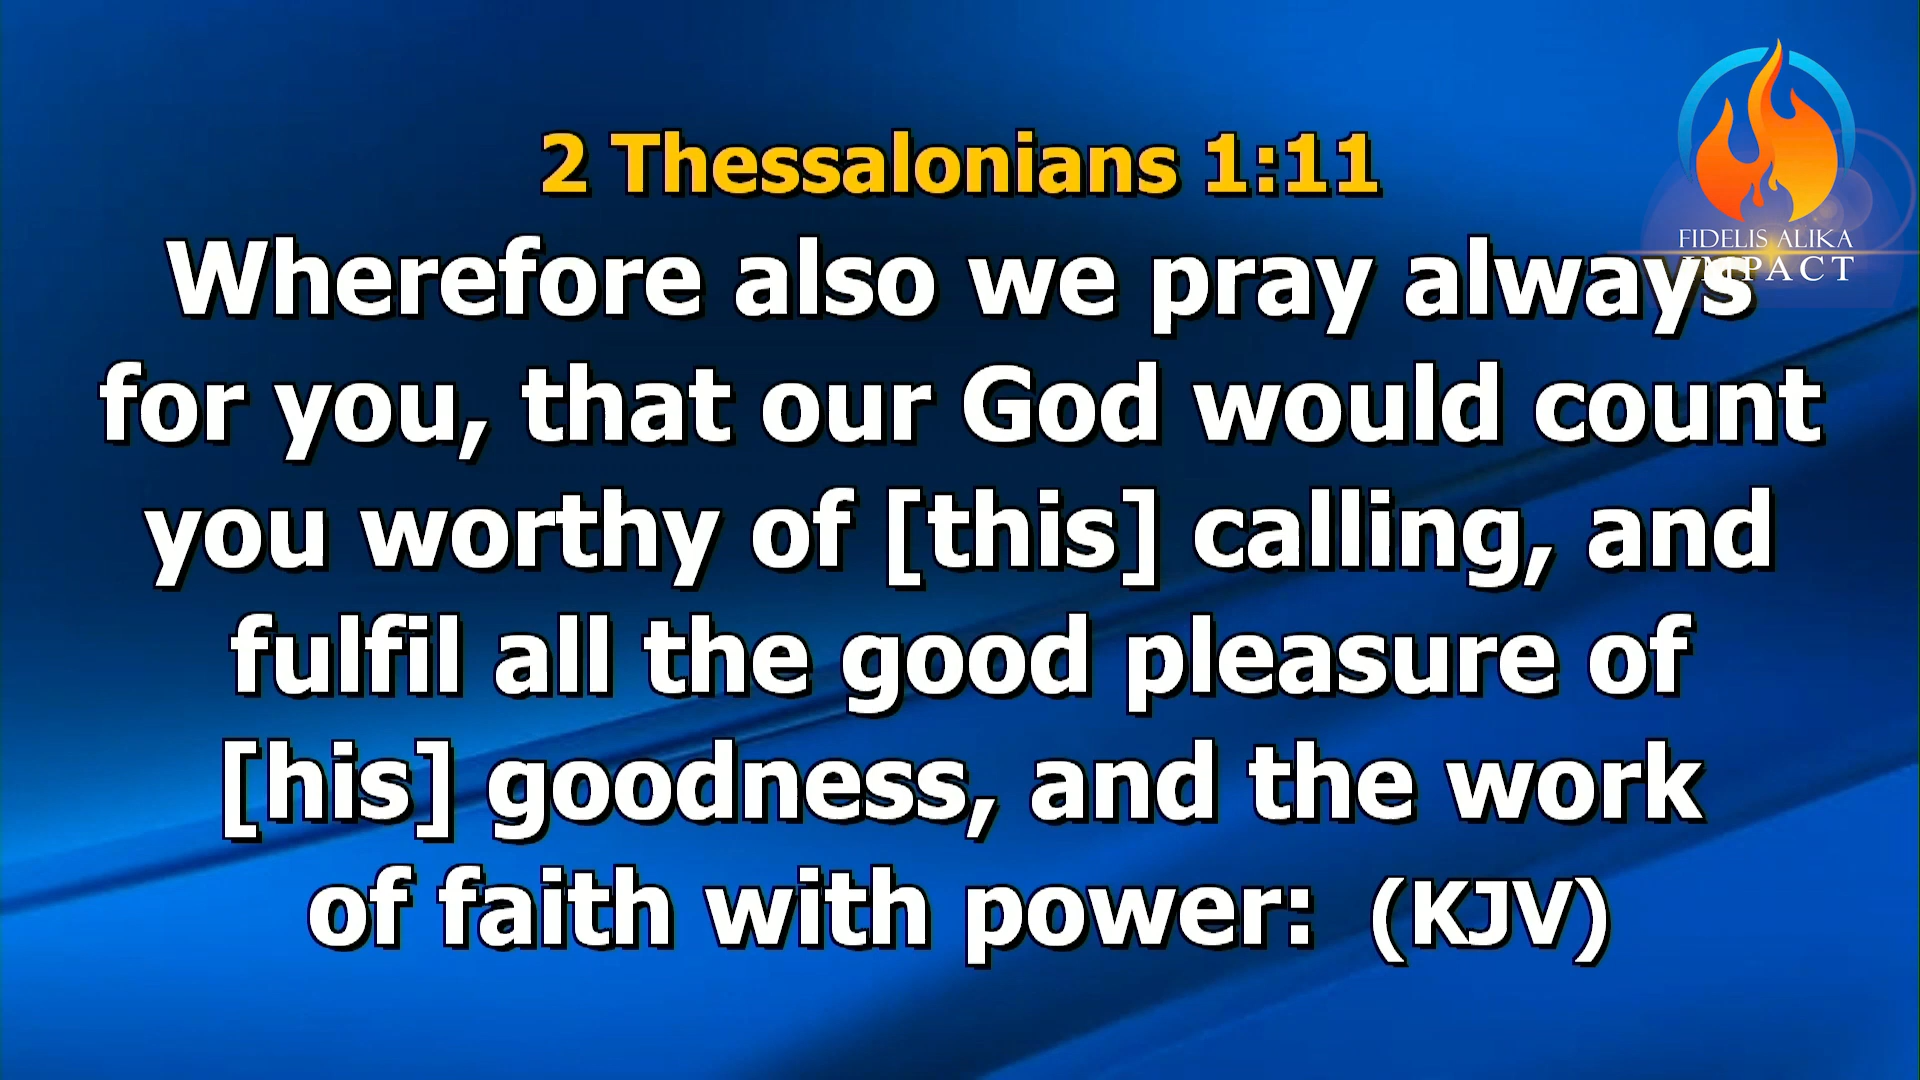 2 Thessalonians 1:11
Wherefore also we pray always
for you, that our God would count
you worthy of [this] calling, and
fulfil all the good pleasure of
[his] goodness, and the work
of faith with power: (KJV)
FIDELIS ALIKA
IMPACT